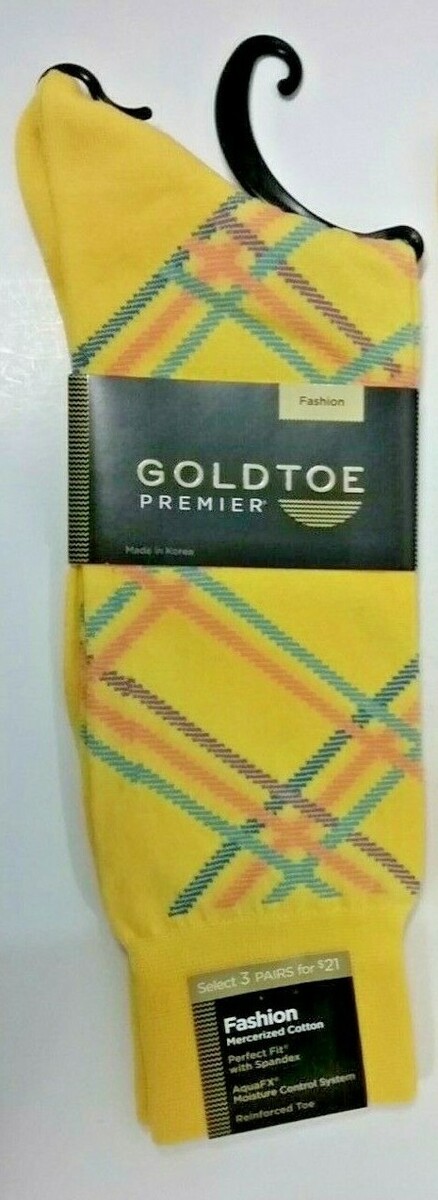 Fashion
GOLDTOE
PREMIER®
Made in Korea
Select 3 PAIRS for $21
Fashion
Mercerized Cotton
Perfect Fit®
with Spandex
AquaFX®
Moisture Control System
Reinforced Toe